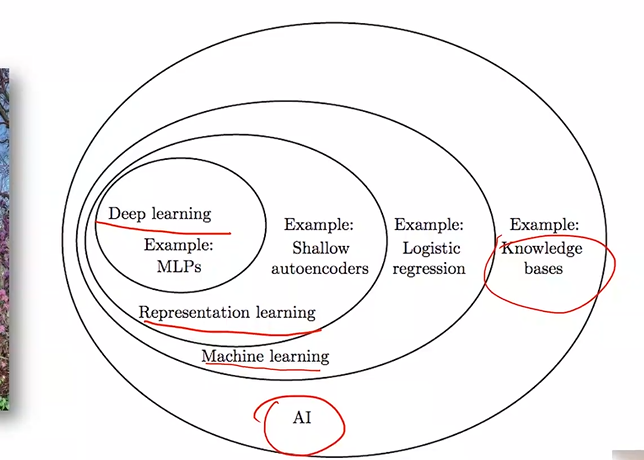 Deep learning
Example:
MLPs
Example:
Shallow
autoencoders
Example:
Logistic
regression
Example:
Knowledge
bases
Representation learning
Machine learning
AI